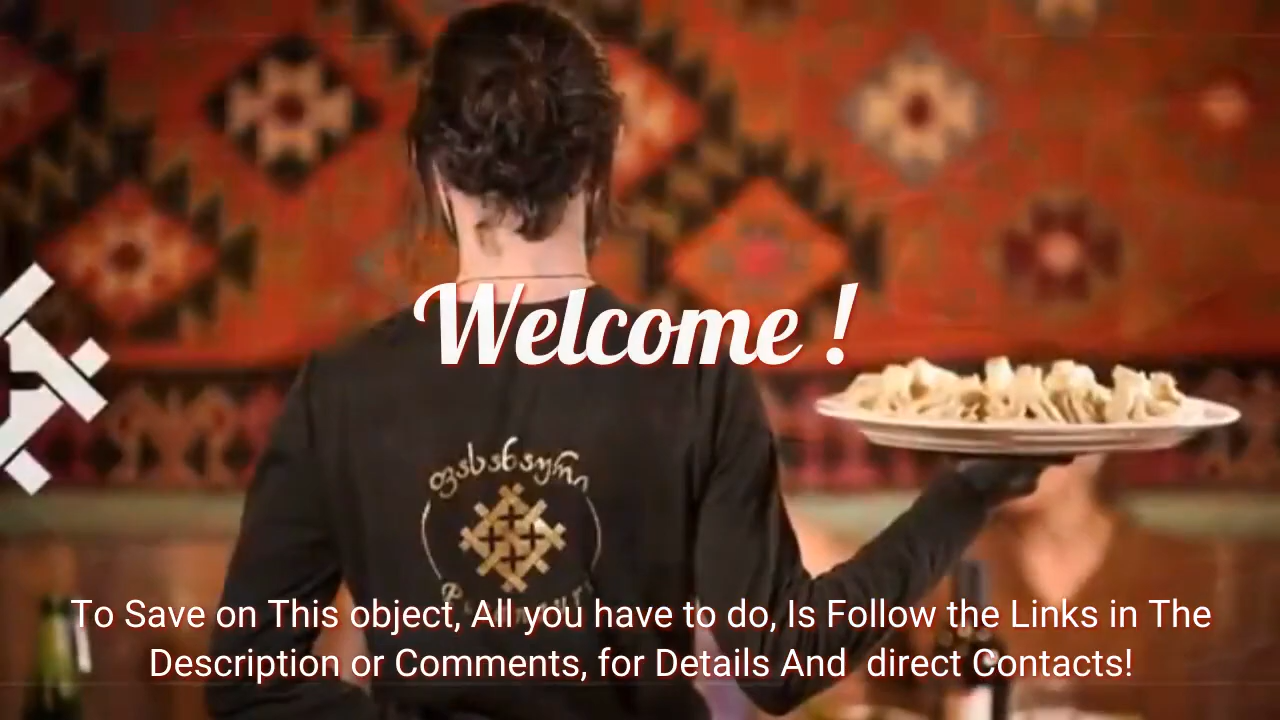 Welcome !
ფასანაური
To Save on This object, All you have to do, Is Follow the Links in The
Description or Comments, for Details And  direct Contacts!